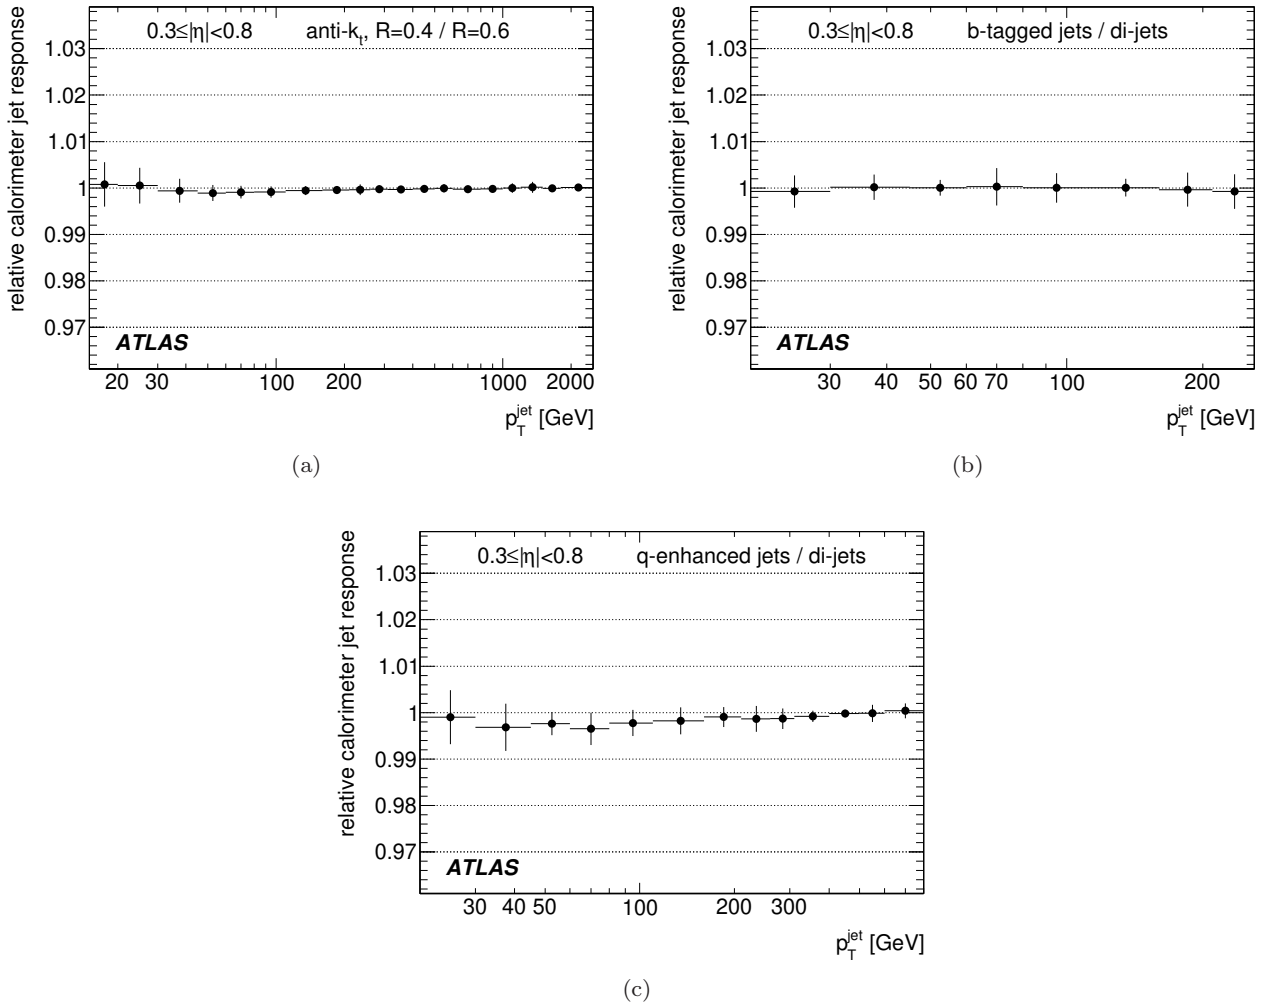 0.3≤|η|<0.8 anti-k_t, R=0.4 / R=0.6
relative calorimeter jet response
1.03
1.02
1.01
1
0.99
0.98
0.97
ATLAS
20 30 100 200 1000 2000
p_T^jet [GeV]
(a)
0.3≤|η|<0.8 b-tagged jets / di-jets
relative calorimeter jet response
1.03
1.02
1.01
1
0.99
0.98
0.97
ATLAS
30 40 50 60 70 100 200
p_T^jet [GeV]
(b)
0.3≤|η|<0.8 q-enhanced jets / di-jets
relative calorimeter jet response
1.03
1.02
1.01
1
0.99
0.98
0.97
ATLAS
30 40 50 100 200 300
p_T^jet [GeV]
(c)